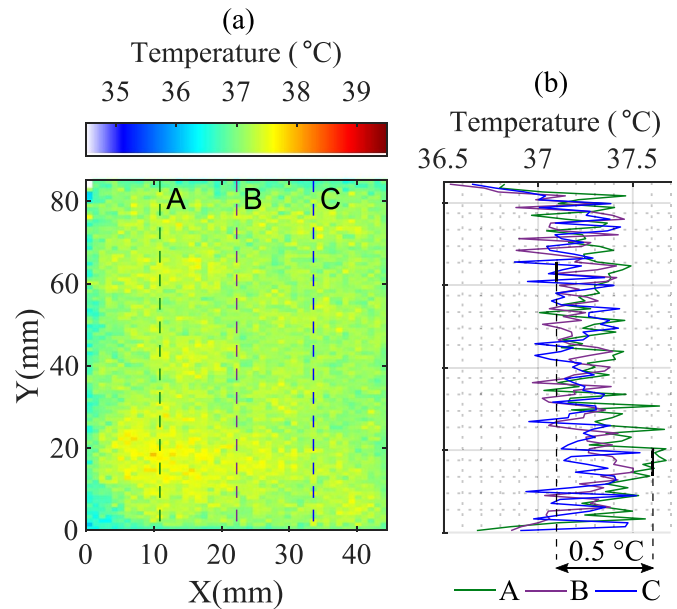 (a)
Temperature ( °C)
35 36 37 38 39
A B C
80
60
40
20
0
Y(mm)
0 10 20 30 40
X(mm)
(b)
Temperature ( °C)
36.5 37 37.5
0.5 °C
A B C